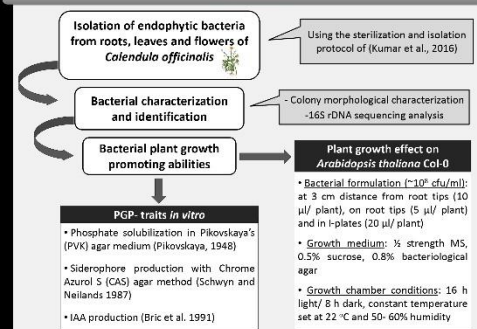 Isolation of endophytic bacteria
from roots, leaves and flowers of
Calendula officinalis
Using the sterilization and isolation
protocol of (Kumar et al., 2016)
Bacterial characterization
and identification
- Colony morphological characterization
-16S rDNA sequencing analysis
Bacterial plant growth
promoting abilities
Plant growth effect on
Arabidopsis thaliana Col-0
• Bacterial formulation (~10⁸ cfu/ml):
at 3 cm distance from root tips (10
µl/ plant), on root tips (5 µl/ plant)
and in I-plates (20 µl/ plant)
• Growth medium: ½ strength MS,
0.5% sucrose, 0.8% bacteriological
agar
• Growth chamber conditions: 16 h
light/ 8 h dark, constant temperature
set at 22 °C and 50- 60% humidity
PGP- traits in vitro
• Phosphate solubilization in Pikovskaya's
(PVK) agar medium (Pikovskaya, 1948)
• Siderophore production with Chrome
Azurol S (CAS) agar method (Schwyn and
Neilands 1987)
• IAA production (Bric et al. 1991)